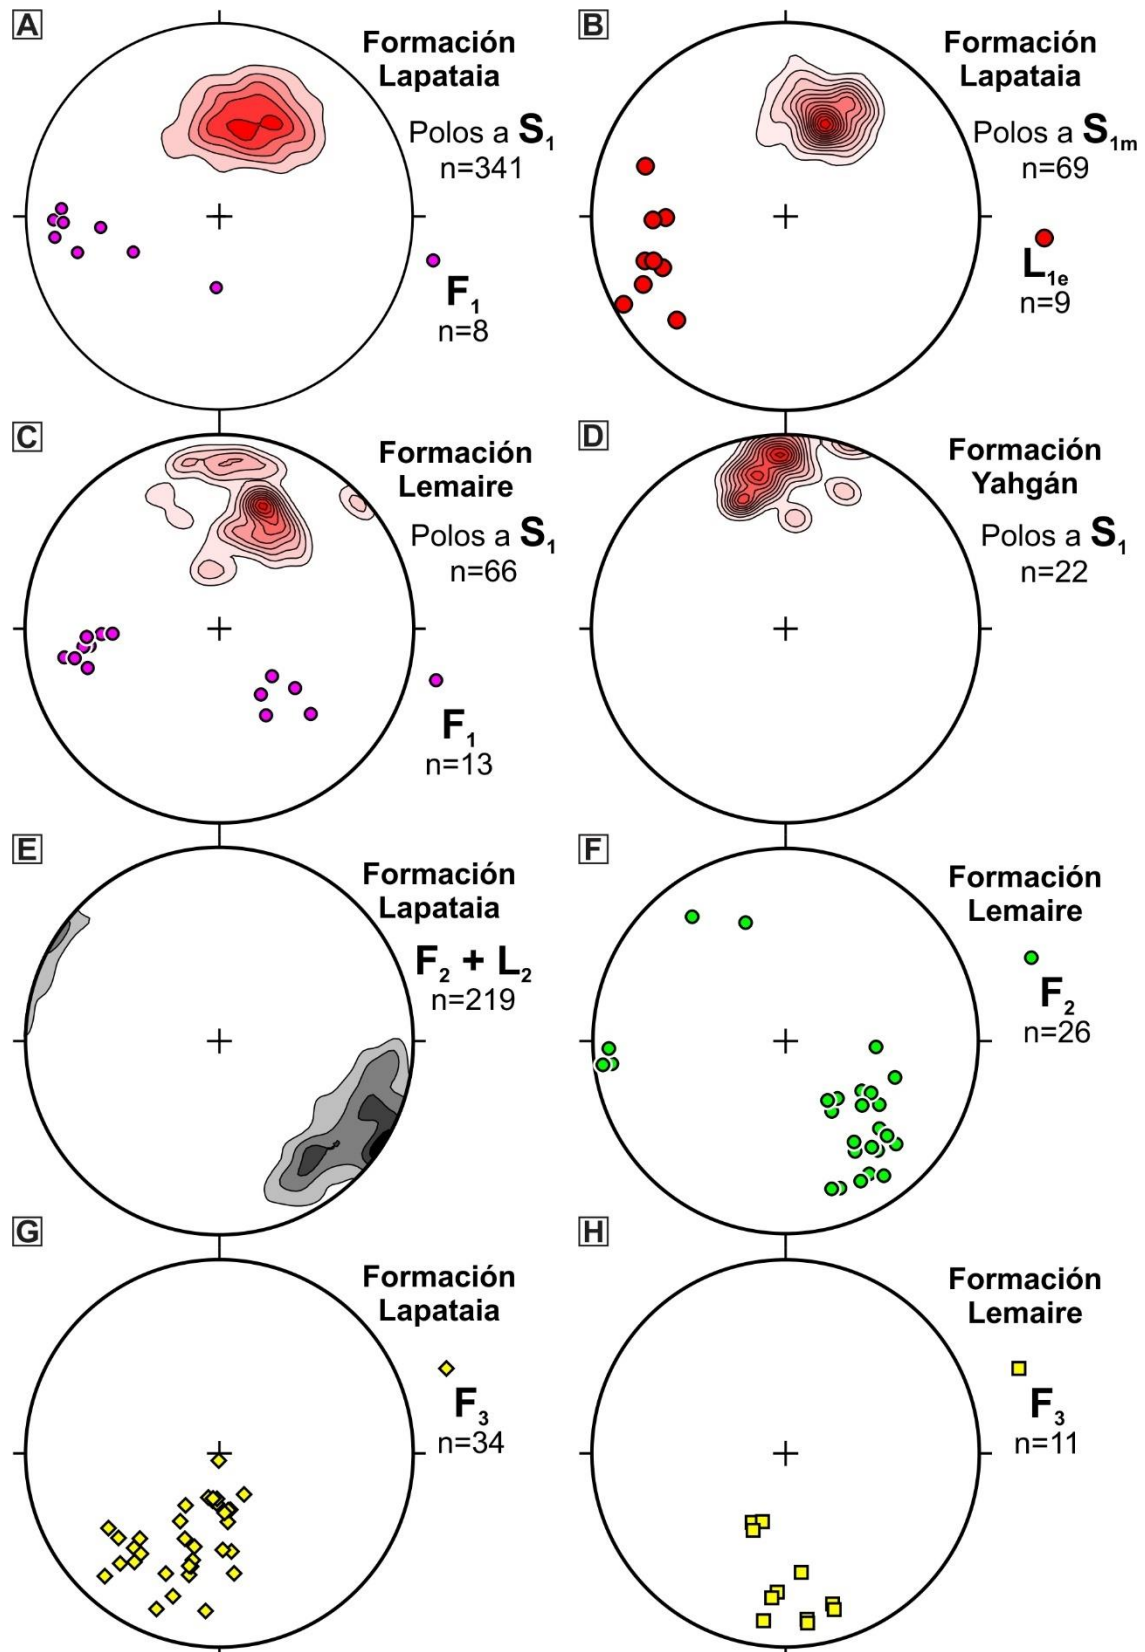 A
Formación
Lapataia
Polos a S1
n=341
F1
n=8
B
Formación
Lapataia
Polos a S1m
n=69
L1e
n=9
C
Formación
Lemaire
Polos a S1
n=66
F1
n=13
D
Formación
Yahgán
Polos a S1
n=22
E
Formación
Lapataia
F2 + L2
n=219
F
Formación
Lemaire
F2
n=26
G
Formación
Lapataia
F3
n=34
H
Formación
Lemaire
F3
n=11